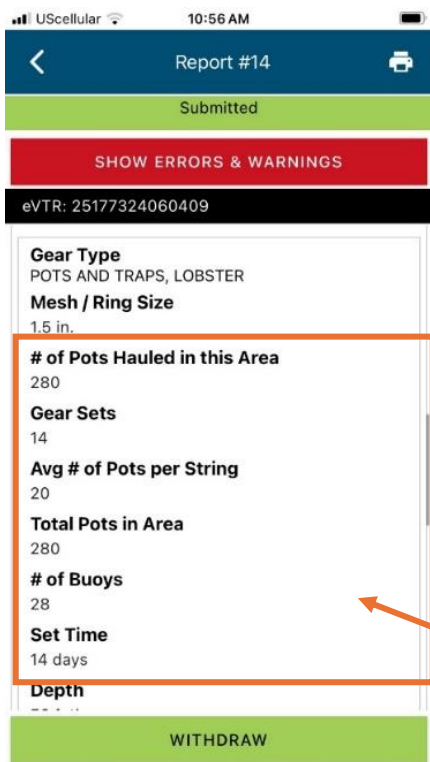 UScellular 10:56 AM
Report #14
Submitted
SHOW ERRORS & WARNINGS
eVTR: 25177324060409
Gear Type
POTS AND TRAPS, LOBSTER
Mesh / Ring Size
1.5 in.
# of Pots Hauled in this Area
280
Gear Sets
14
Avg # of Pots per String
20
Total Pots in Area
280
# of Buoys
28
Set Time
14 days
Depth
WITHDRAW